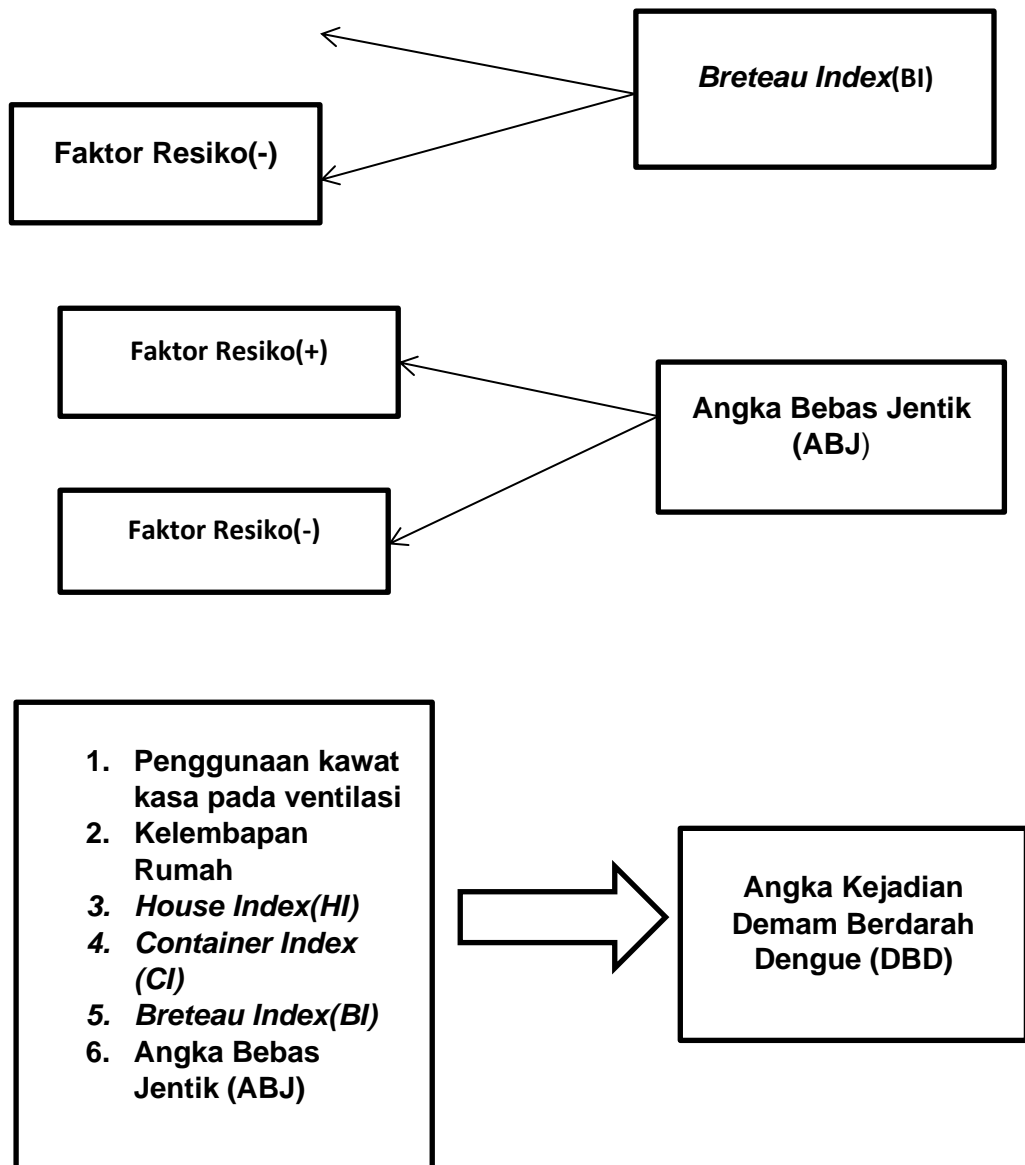 Breteau Index(BI)
Faktor Resiko(-)
Faktor Resiko(+)
Angka Bebas Jentik
(ABJ)
Faktor Resiko(-)
1. Penggunaan kawat
kasa pada ventilasi
2. Kelembapan
Rumah
3. House Index(HI)
4. Container Index
(CI)
5. Breteau Index(BI)
6. Angka Bebas
Jentik (ABJ)
Angka Kejadian
Demam Berdarah
Dengue (DBD)